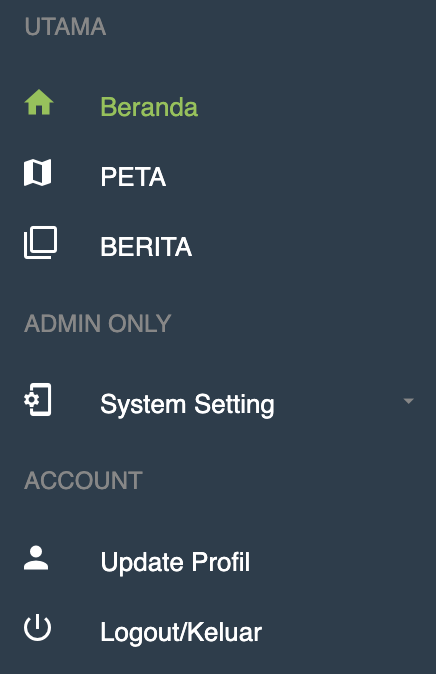 UTAMA
Beranda
PETA
BERITA
ADMIN ONLY
System Setting
ACCOUNT
Update Profil
Logout/Keluar